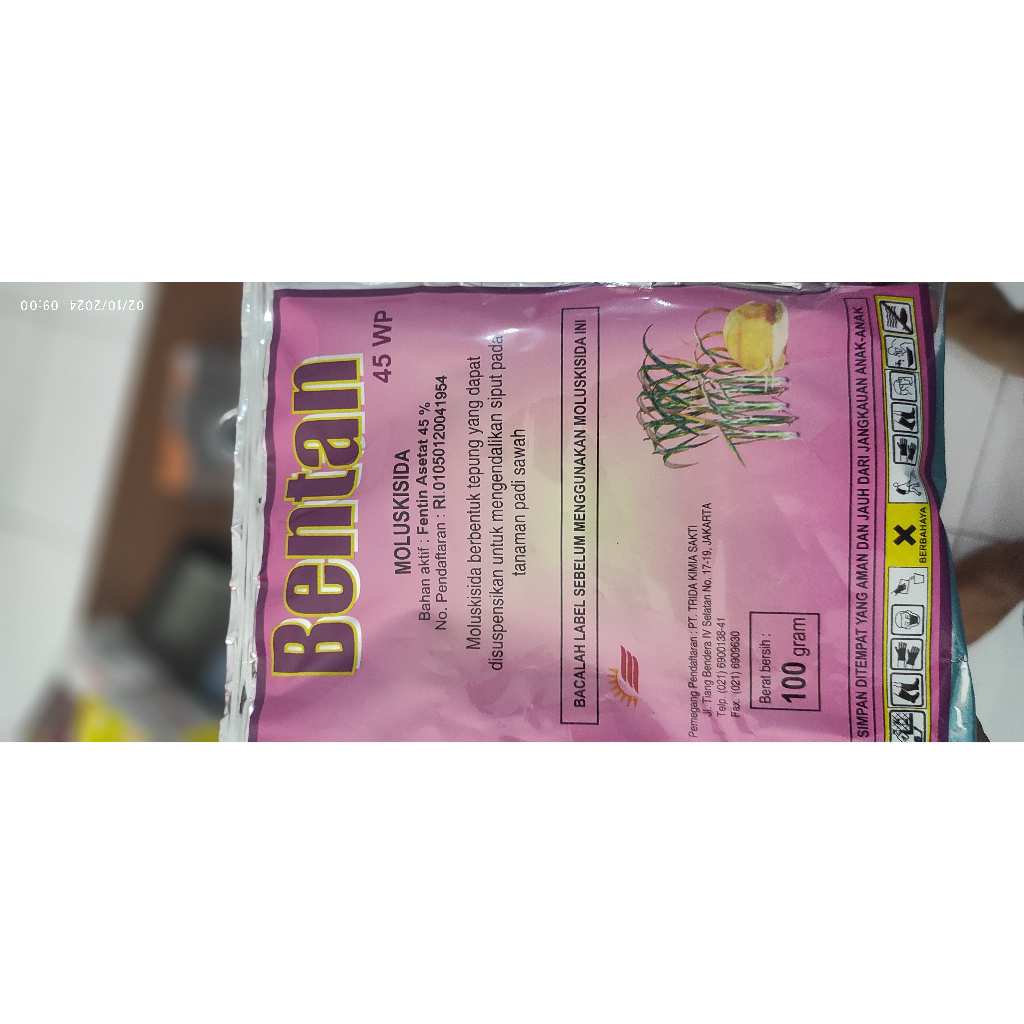 Bentan
45 WP
MOLUSKISIDA
Bahan aktif : Fentin Asetat 45 %
No. Pendaftaran : RI.01050120041954
Moluskisida berbentuk tepung yang dapat
disuspensikan untuk mengendalikan siput pada
tanaman padi sawah
BACALAH LABEL SEBELUM MENGGUNAKAN MOLUSKISIDA INI
Pemegang Pendaftaran : PT. TRIDA KIMIA SAKTI
Jl. Tiang Bendera IV Selatan No. 17-19, JAKARTA
Telp. (021) 6900138-41
Fax. (021) 6909630
Berat bersih :
100 gram
SIMPAN DITEMPAT YANG AMAN DAN JAUH DARI JANGKAUAN ANAK-ANAK
BERBAHAYA
02/10/2024 09:00